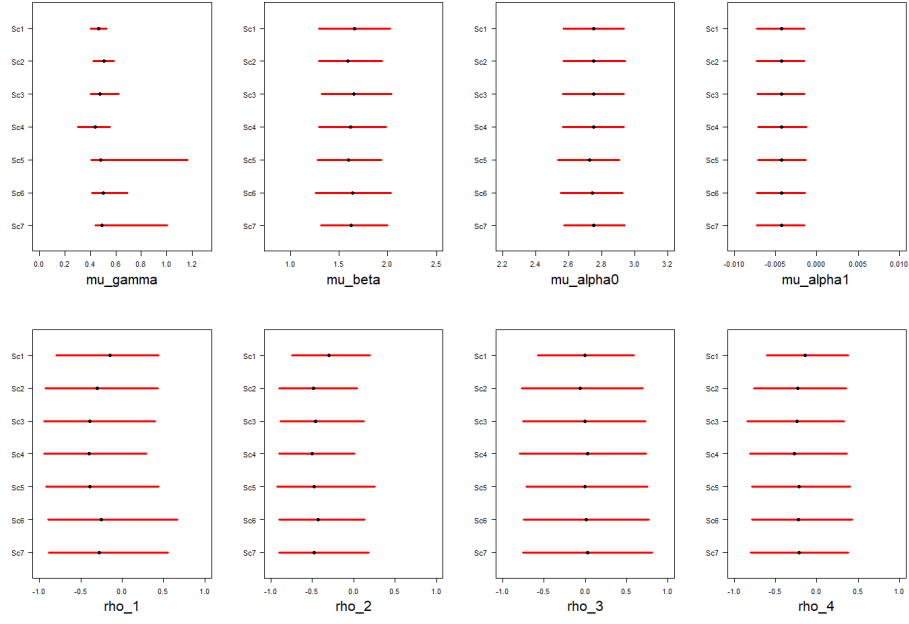 Sc1
Sc2
Sc3
Sc4
Sc5
Sc6
Sc7
0.0 0.2 0.4 0.6 0.8 1.0 1.2
mu_gamma
Sc1
Sc2
Sc3
Sc4
Sc5
Sc6
Sc7
1.0 1.5 2.0 2.5
mu_beta
Sc1
Sc2
Sc3
Sc4
Sc5
Sc6
Sc7
2.2 2.4 2.6 2.8 3.0 3.2
mu_alpha0
Sc1
Sc2
Sc3
Sc4
Sc5
Sc6
Sc7
-0.010 -0.005 0.000 0.005 0.010
mu_alpha1
Sc1
Sc2
Sc3
Sc4
Sc5
Sc6
Sc7
-1.0 -0.5 0.0 0.5 1.0
rho_1
Sc1
Sc2
Sc3
Sc4
Sc5
Sc6
Sc7
-1.0 -0.5 0.0 0.5 1.0
rho_2
Sc1
Sc2
Sc3
Sc4
Sc5
Sc6
Sc7
-1.0 -0.5 0.0 0.5 1.0
rho_3
Sc1
Sc2
Sc3
Sc4
Sc5
Sc6
Sc7
-1.0 -0.5 0.0 0.5 1.0
rho_4